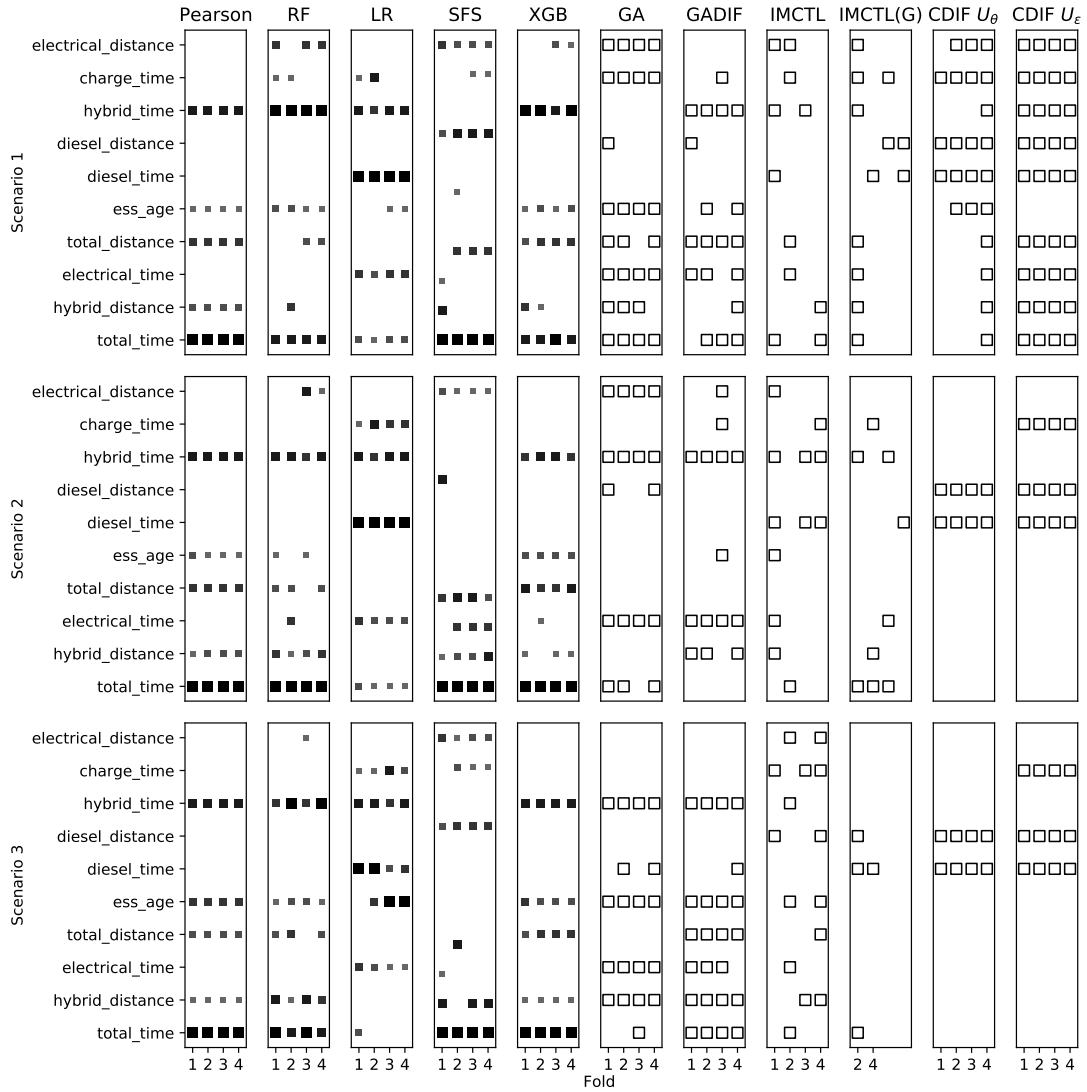 Pearson RF LR SFS XGB GA GADIF IMCTL IMCTL(G) CDIF Uθ CDIF Uε
Scenario 1
electrical_distance
charge_time
hybrid_time
diesel_distance
diesel_time
ess_age
total_distance
electrical_time
hybrid_distance
total_time
Scenario 2
electrical_distance
charge_time
hybrid_time
diesel_distance
diesel_time
ess_age
total_distance
electrical_time
hybrid_distance
total_time
Scenario 3
electrical_distance
charge_time
hybrid_time
diesel_distance
diesel_time
ess_age
total_distance
electrical_time
hybrid_distance
total_time
1 2 3 4 1 2 3 4 1 2 3 4 1 2 3 4 1 2 3 4 1 2 3 4 1 2 3 4 1 2 3 4 2 4 1 2 3 4 1 2 3 4
Fold